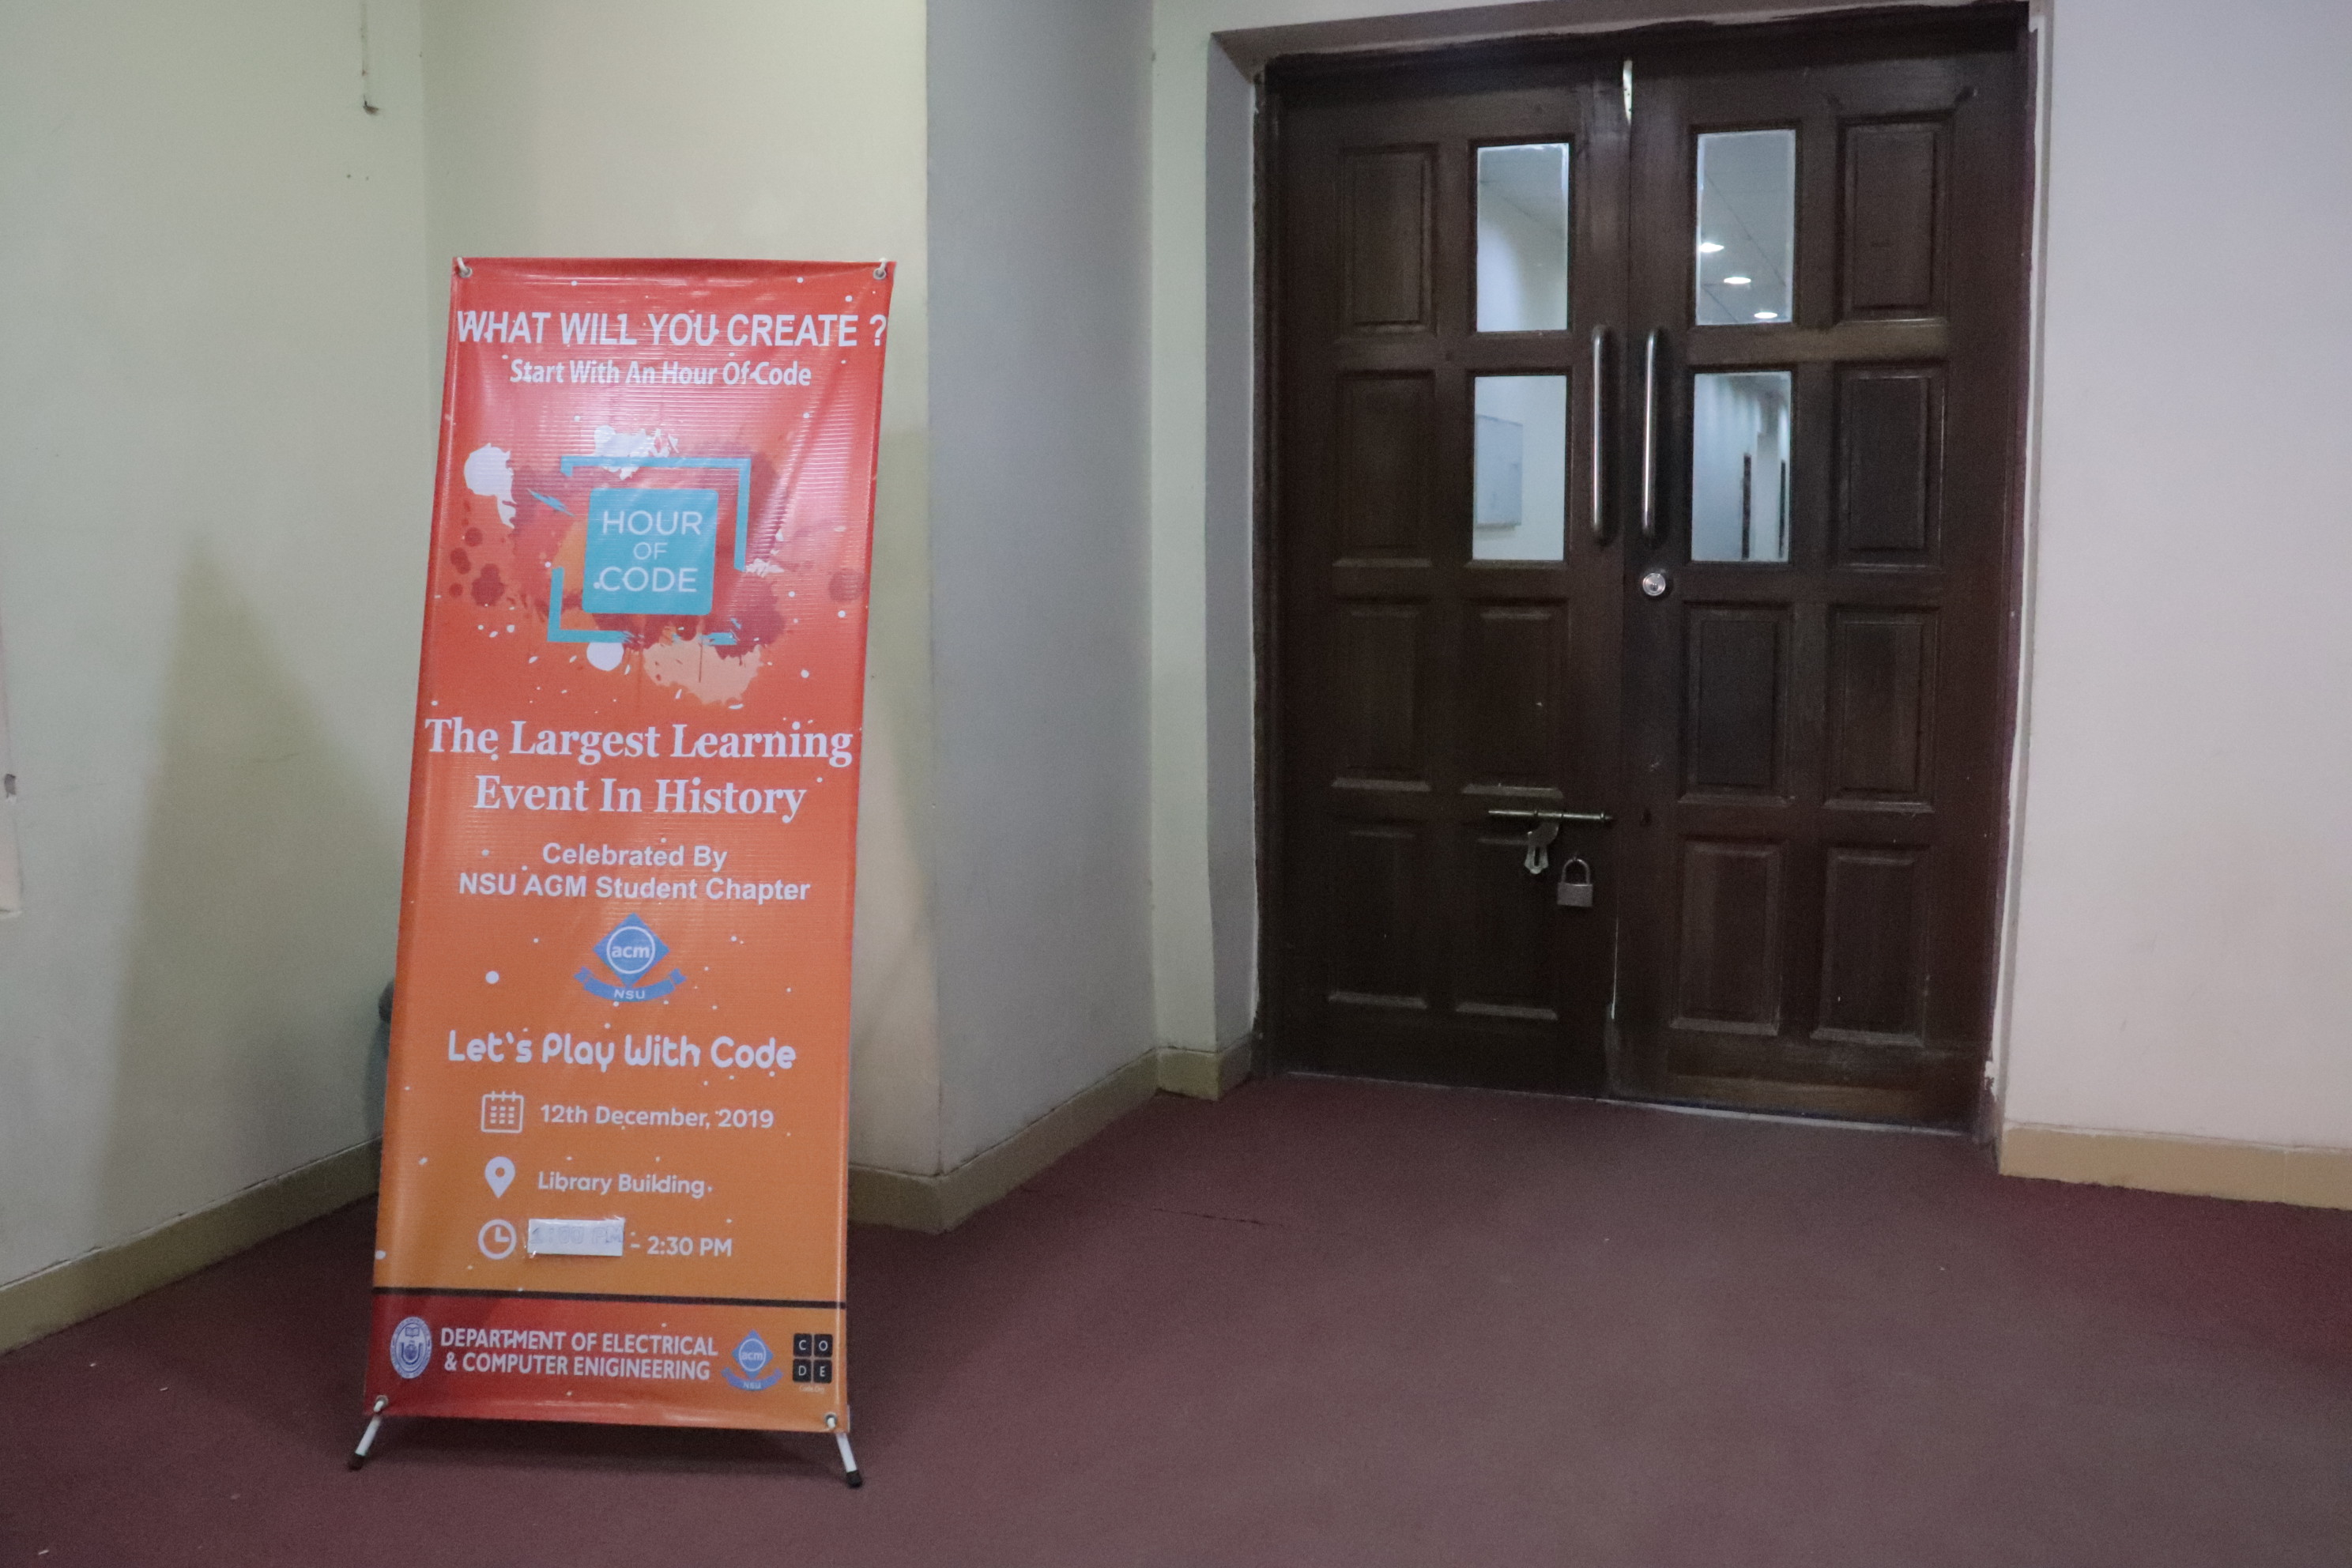 WHAT WILL YOU CREATE ?
Start With An Hour Of Code
HOUR
OF
CODE
The Largest Learning
Event In History
Celebrated By
NSU AGM Student Chapter
acm
NSU
Let's Play With Code
12th December, 2019
Library Building.
- 2:30 PM
DEPARTMENT OF ELECTRICAL
& COMPUTER ENIGINEERING
acm
NSU
C O
D E